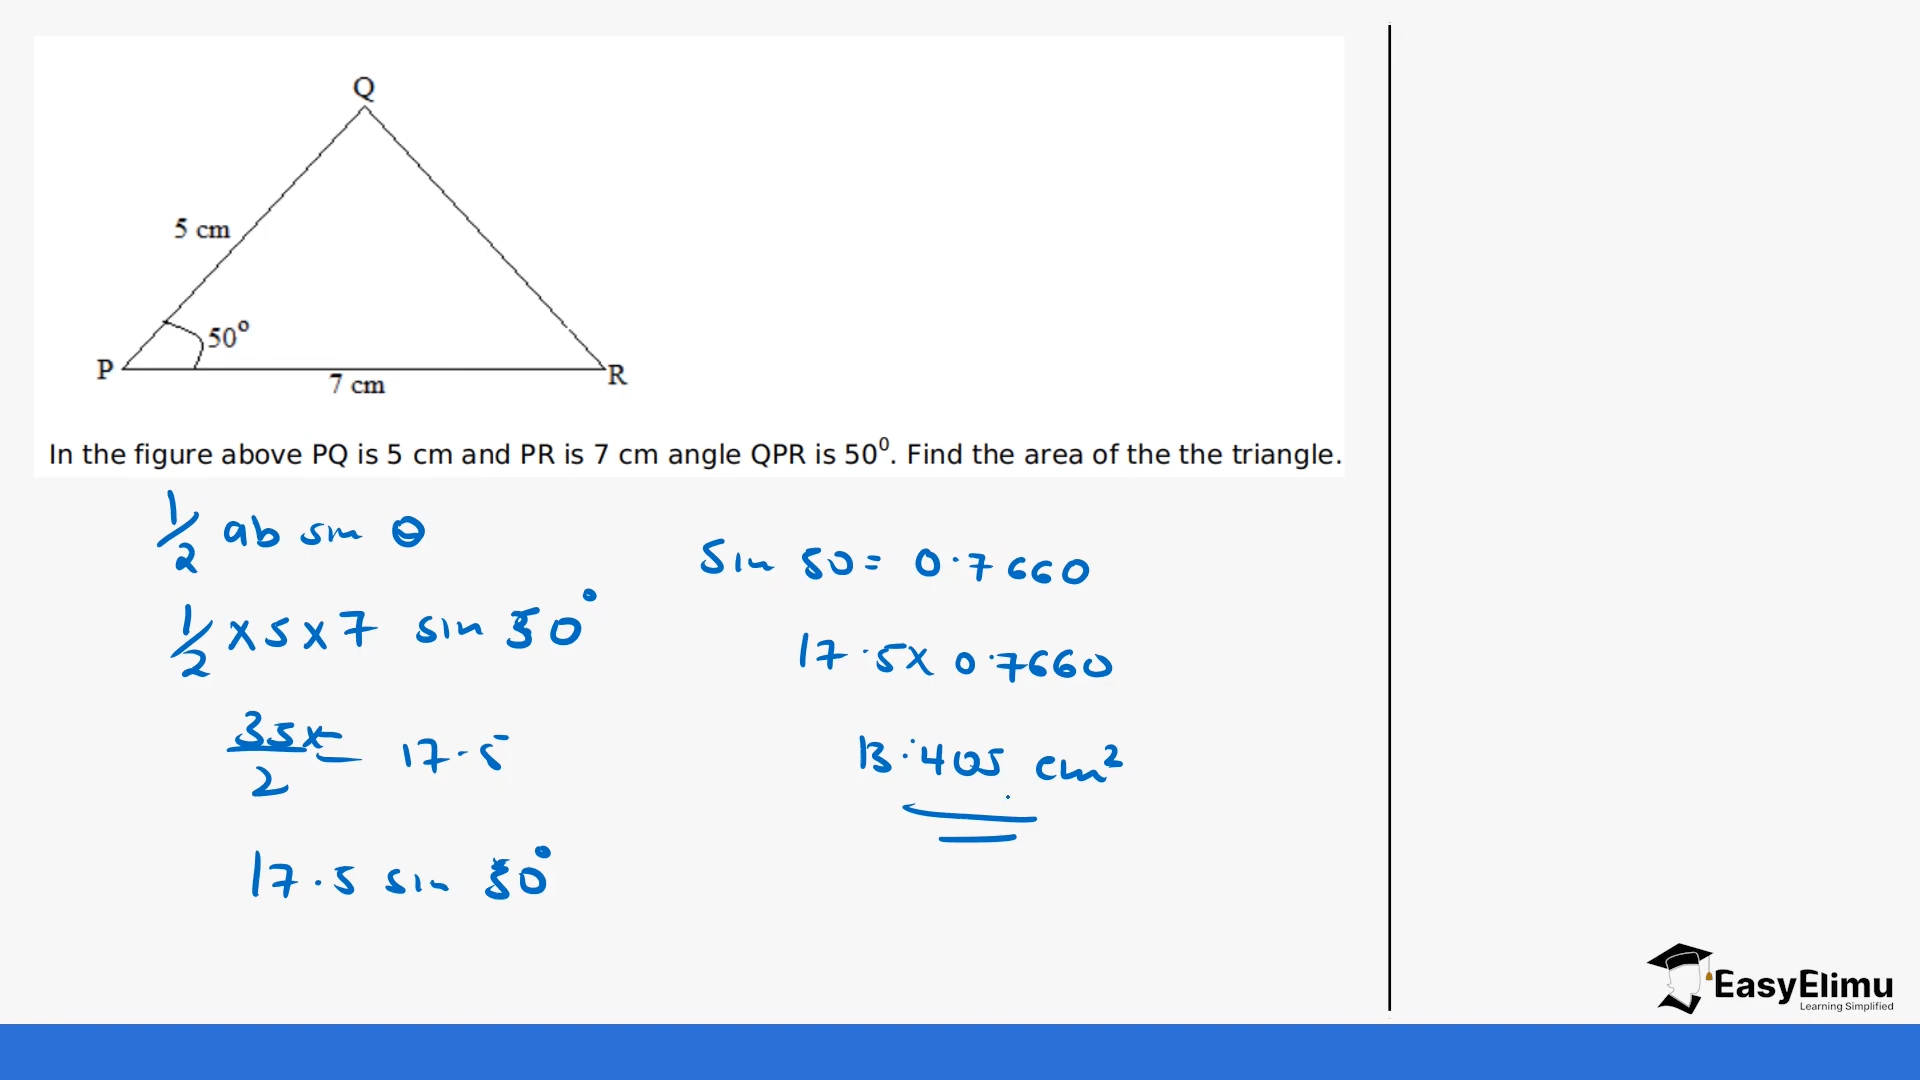 Q
5 cm
50°
P
R
7 cm
In the figure above PQ is 5 cm and PR is 7 cm angle QPR is 50⁰. Find the area of the the triangle.
1/2 ab sin θ
1/2 × 5 × 7 sin 50°
35×/2 = 17.5
17.5 sin 50°
Sin 50 = 0.7660
17.5 × 0.7660
13.405 cm²
EasyElimu
Learning Simplified